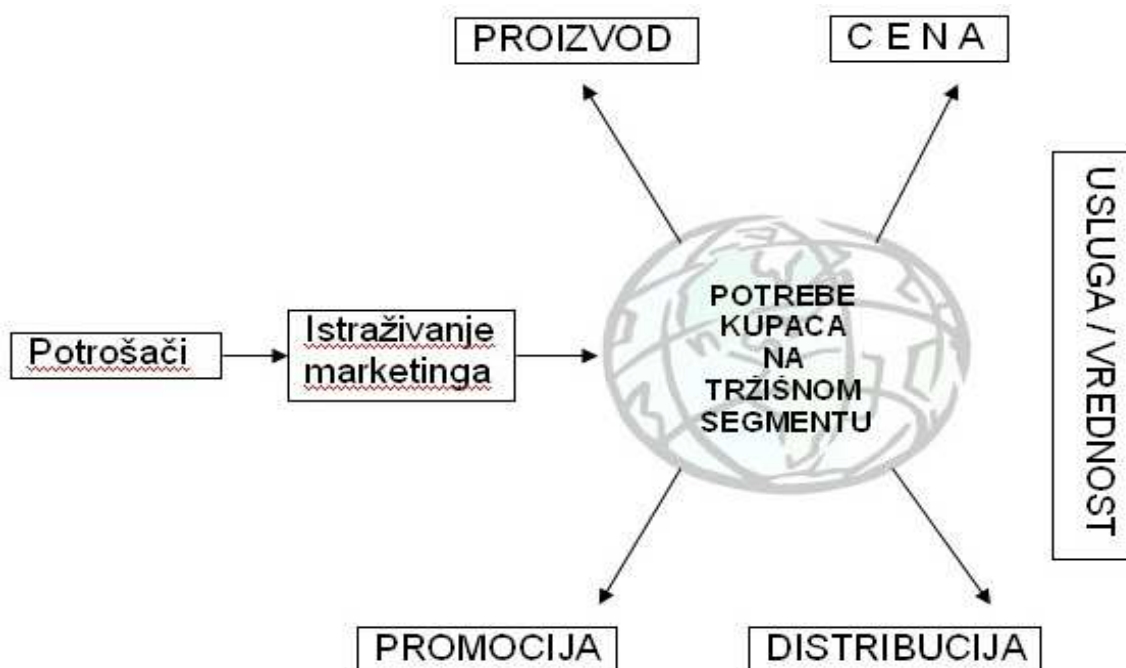 PROIZVOD
C E N A
USLUGA / VREDNOST
Potrošači
Istraživanje
marketinga
POTREBE
KUPACA
NA
TRŽIŠNOM
SEGMENTU
PROMOCIJA
DISTRIBUCIJA